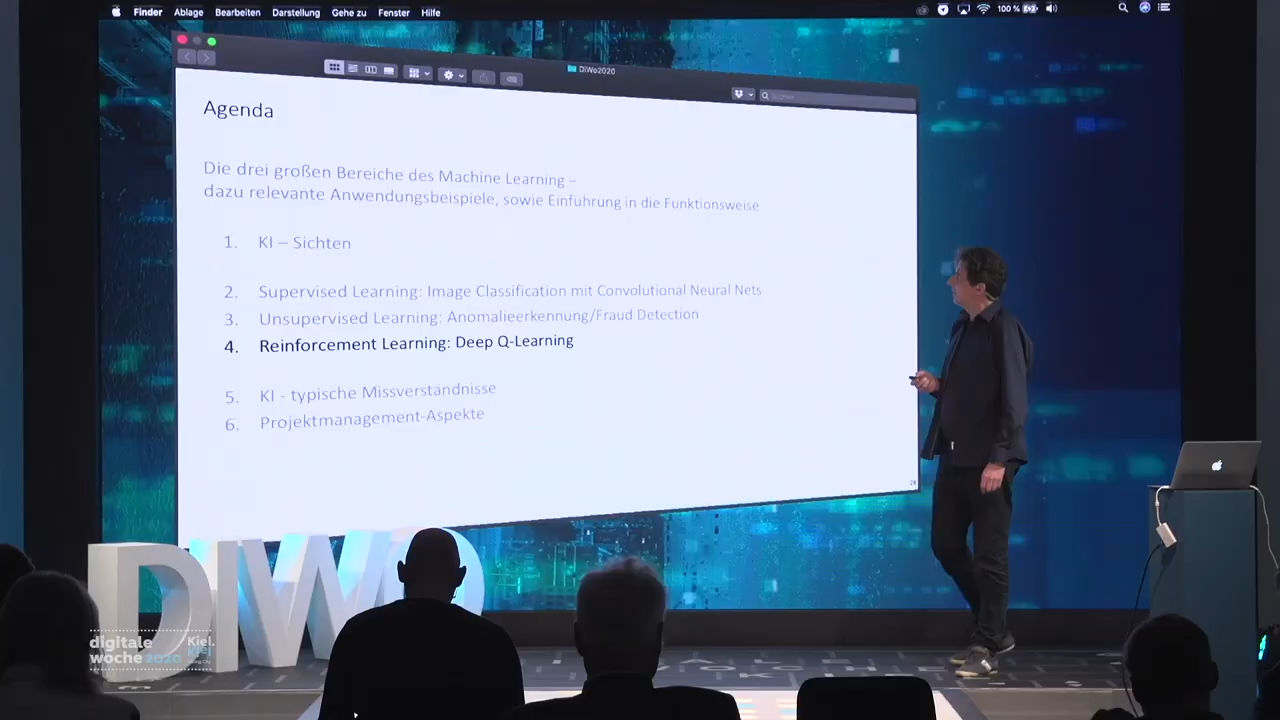 Finder Ablage Bearbeiten Darstellung Gehe zu Fenster Hilfe 100 %
DiWo2020
Agenda
Die drei großen Bereiche des Machine Learning –
dazu relevante Anwendungsbeispiele, sowie Einführung in die Funktionsweise
1. KI – Sichten
2. Supervised Learning: Image Classification mit Convolutional Neural Nets
3. Unsupervised Learning: Anomalieerkennung/Fraud Detection
4. Reinforcement Learning: Deep Q-Learning
5. KI - typische Missverständnisse
6. Projektmanagement-Aspekte
28
DiWO
digitale
woche 2020
Kiel.